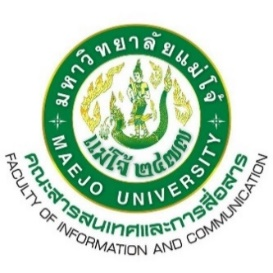 มหาวิทยาลัยแม่โจ้
แม่โจ้ ๒๔๗๗
MAEJO UNIVERSITY
คณะสารสนเทศและการสื่อสาร
FACULTY OF INFORMATION AND COMMUNICATION